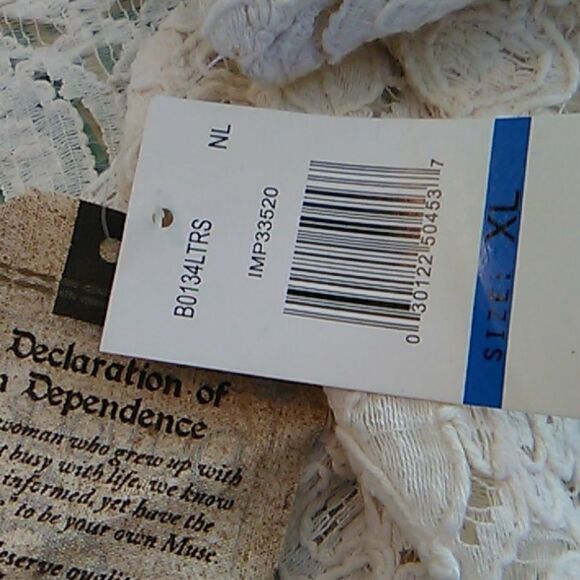 NL
B0134LTRS
IMP33520
0 30122 50453 7
SIZE: XL
Declaration of
Dependence
woman who grew up with
busy with life, we know
informed, yet have the
to be your own Muse.
deserve